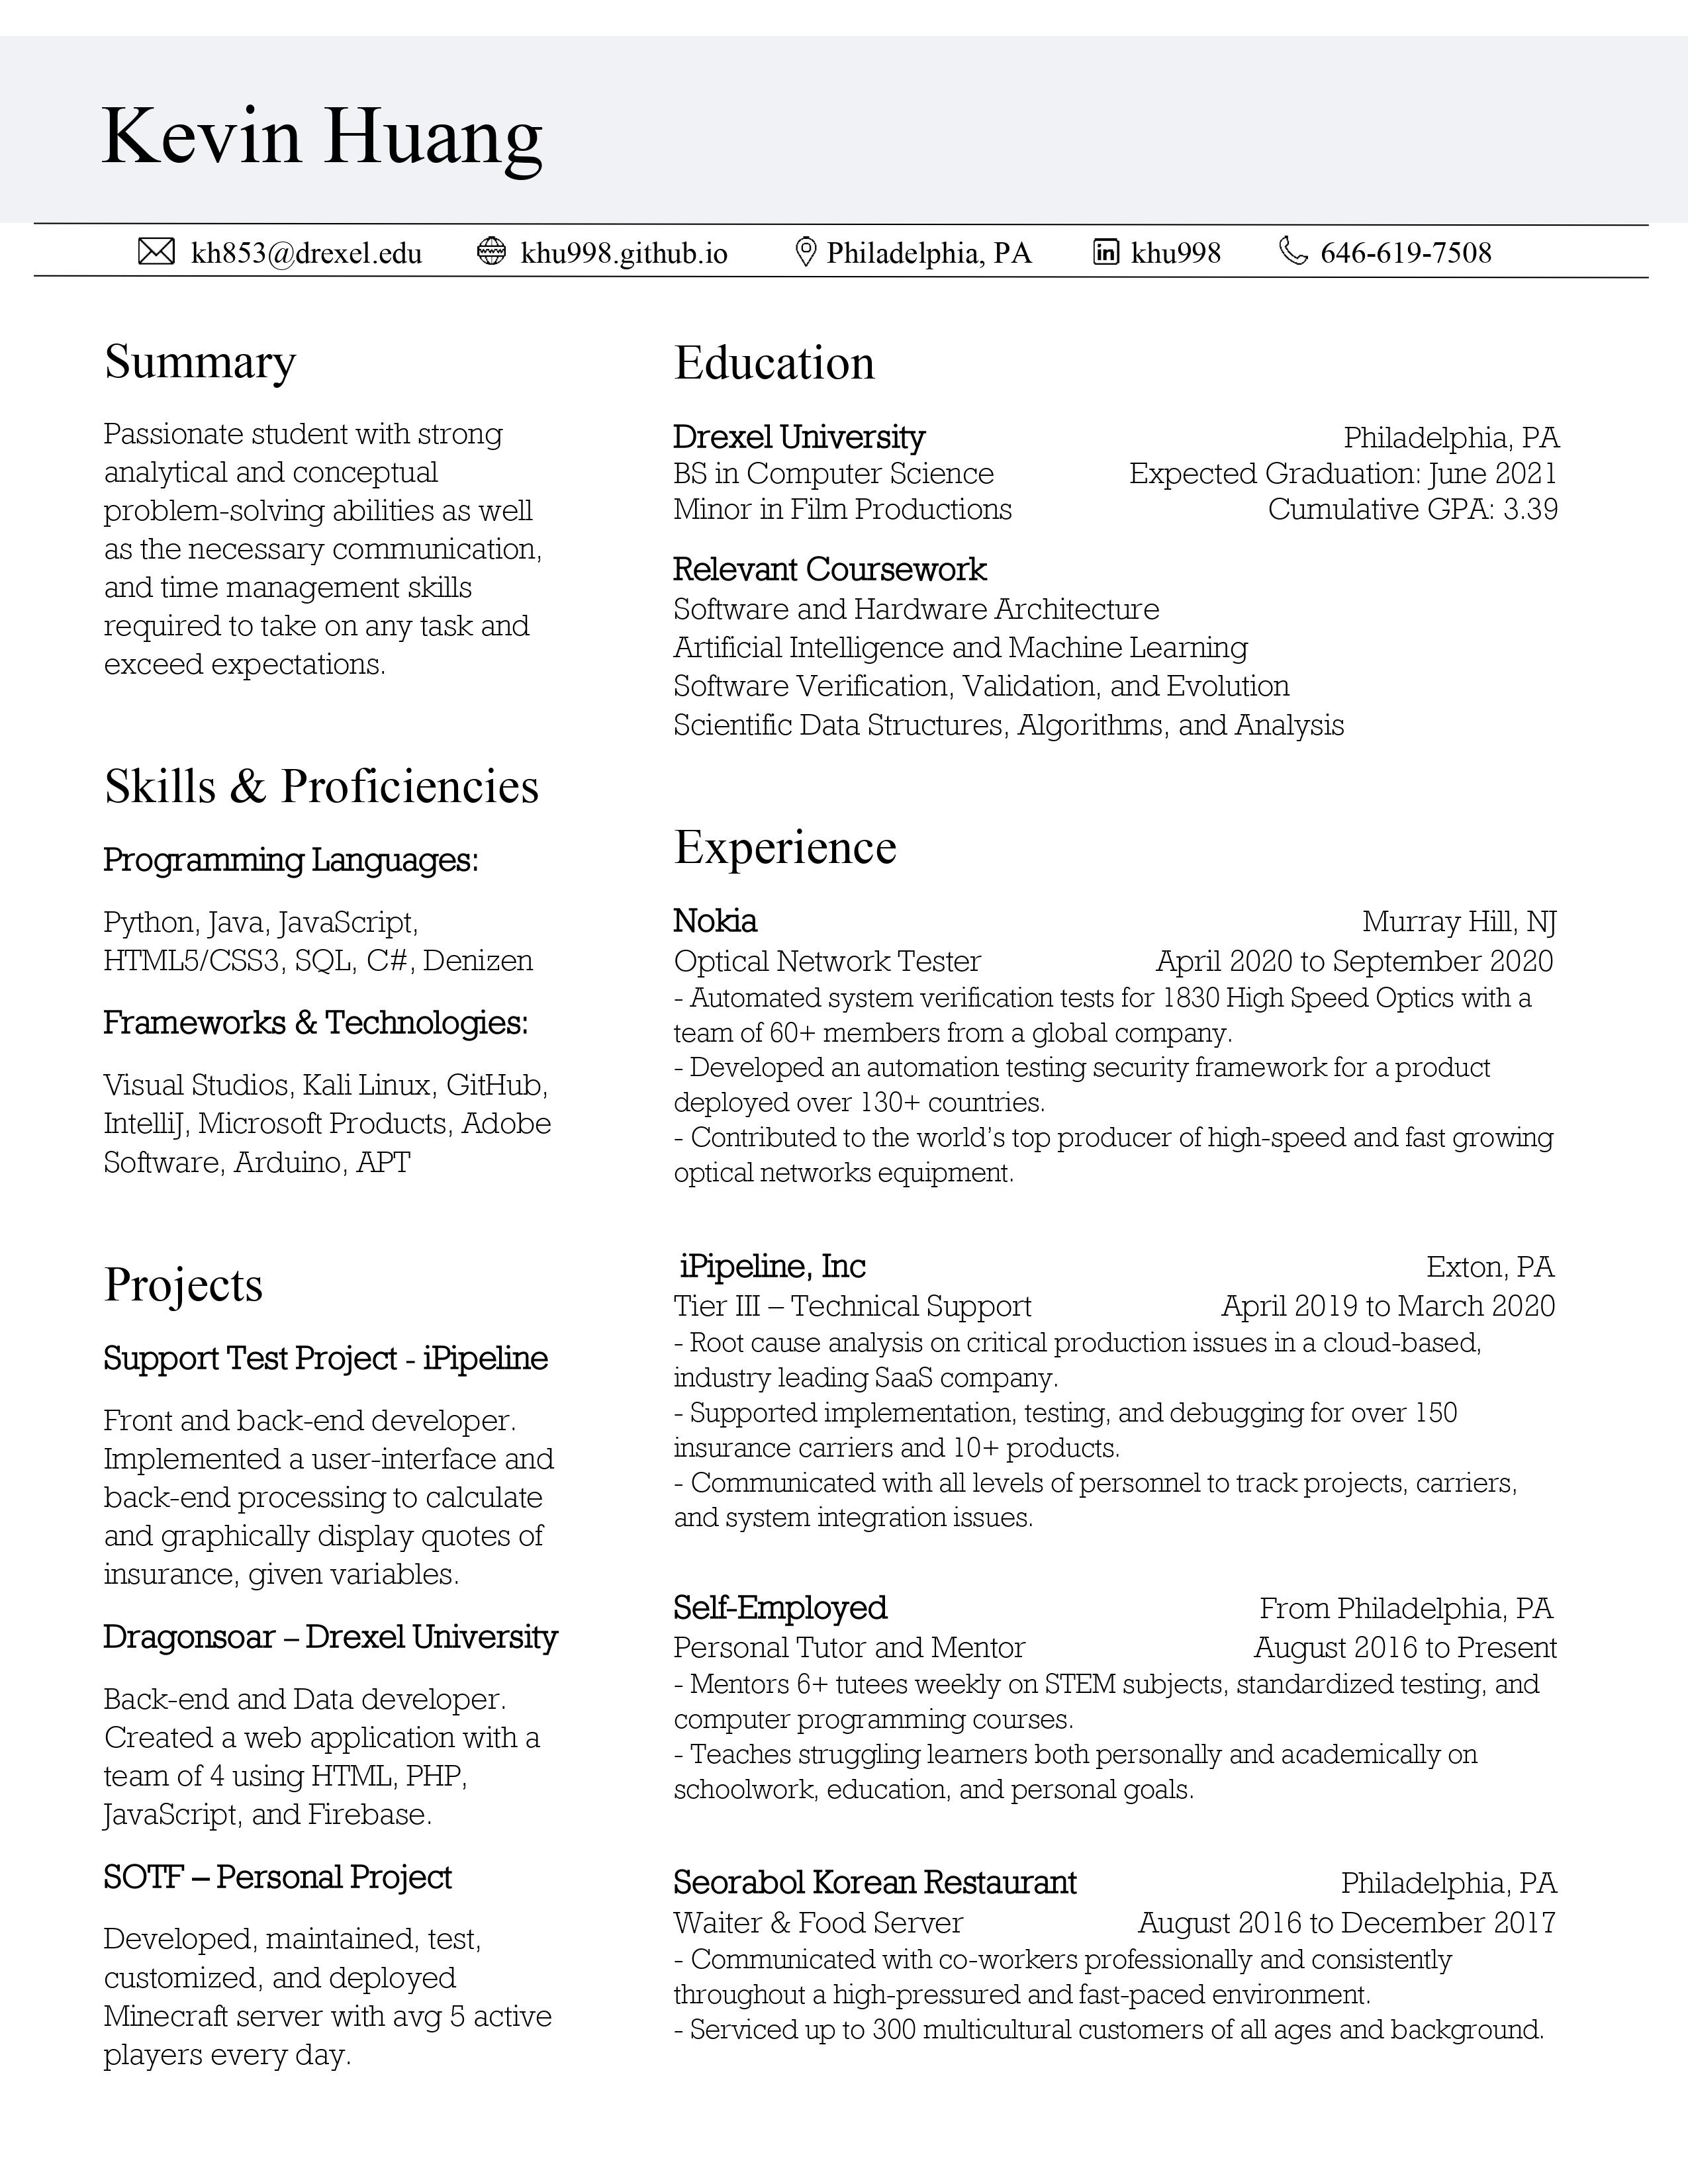 Kevin Huang
kh853@drexel.edu khu998.github.io Philadelphia, PA khu998 646-619-7508
Summary
Passionate student with strong
analytical and conceptual
problem-solving abilities as well
as the necessary communication,
and time management skills
required to take on any task and
exceed expectations.
Skills & Proficiencies
Programming Languages:
Python, Java, JavaScript,
HTML5/CSS3, SQL, C#, Denizen
Frameworks & Technologies:
Visual Studios, Kali Linux, GitHub,
IntelliJ, Microsoft Products, Adobe
Software, Arduino, APT
Projects
Support Test Project - iPipeline
Front and back-end developer.
Implemented a user-interface and
back-end processing to calculate
and graphically display quotes of
insurance, given variables.
Dragonsoar – Drexel University
Back-end and Data developer.
Created a web application with a
team of 4 using HTML, PHP,
JavaScript, and Firebase.
SOTF – Personal Project
Developed, maintained, test,
customized, and deployed
Minecraft server with avg 5 active
players every day.
Education
Drexel University Philadelphia, PA
BS in Computer Science Expected Graduation: June 2021
Minor in Film Productions Cumulative GPA: 3.39
Relevant Coursework
Software and Hardware Architecture
Artificial Intelligence and Machine Learning
Software Verification, Validation, and Evolution
Scientific Data Structures, Algorithms, and Analysis
Experience
Nokia Murray Hill, NJ
Optical Network Tester April 2020 to September 2020
- Automated system verification tests for 1830 High Speed Optics with a
team of 60+ members from a global company.
- Developed an automation testing security framework for a product
deployed over 130+ countries.
- Contributed to the world’s top producer of high-speed and fast growing
optical networks equipment.
iPipeline, Inc Exton, PA
Tier III – Technical Support April 2019 to March 2020
- Root cause analysis on critical production issues in a cloud-based,
industry leading SaaS company.
- Supported implementation, testing, and debugging for over 150
insurance carriers and 10+ products.
- Communicated with all levels of personnel to track projects, carriers,
and system integration issues.
Self-Employed From Philadelphia, PA
Personal Tutor and Mentor August 2016 to Present
- Mentors 6+ tutees weekly on STEM subjects, standardized testing, and
computer programming courses.
- Teaches struggling learners both personally and academically on
schoolwork, education, and personal goals.
Seorabol Korean Restaurant Philadelphia, PA
Waiter & Food Server August 2016 to December 2017
- Communicated with co-workers professionally and consistently
throughout a high-pressured and fast-paced environment.
- Serviced up to 300 multicultural customers of all ages and background.